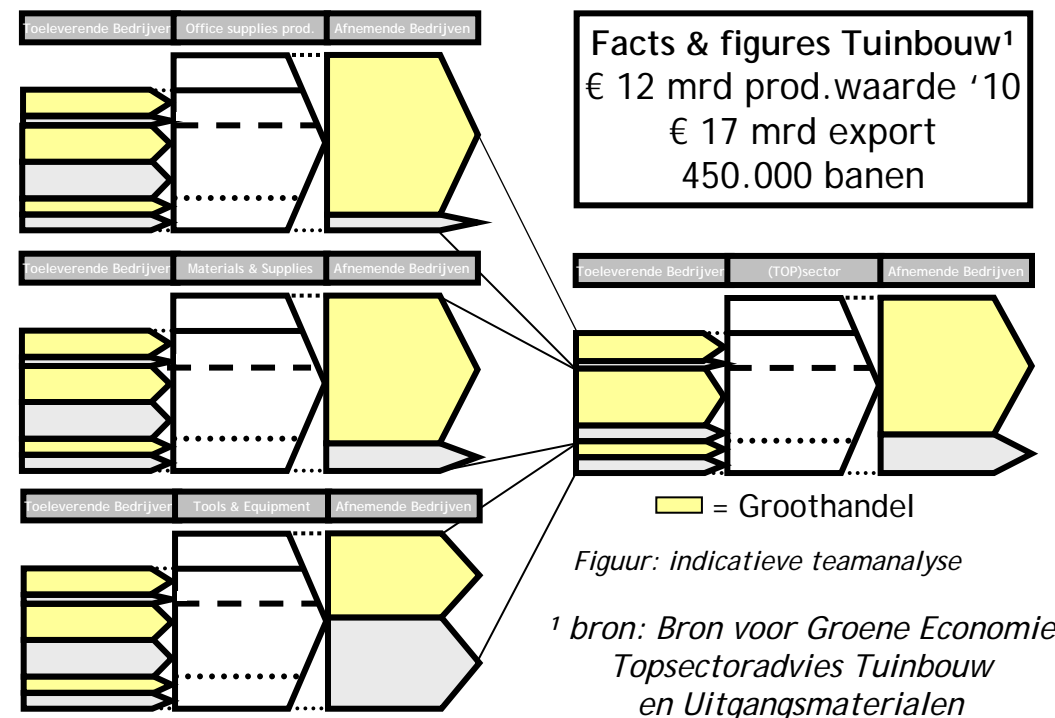 Toeleverende Bedrijven
Office supplies prod.
Afnemende Bedrijven
Facts & figures Tuinbouw¹
€ 12 mrd prod.waarde ‘10
€ 17 mrd export
450.000 banen
Toeleverende Bedrijven
Materials & Supplies
Afnemende Bedrijven
Toeleverende Bedrijven
(TOP)sector
Afnemende Bedrijven
Toeleverende Bedrijven
Tools & Equipment
Afnemende Bedrijven
= Groothandel
Figuur: indicatieve teamanalyse
¹ bron: Bron voor Groene Economie
Topsectoradvies Tuinbouw
en Uitgangsmaterialen